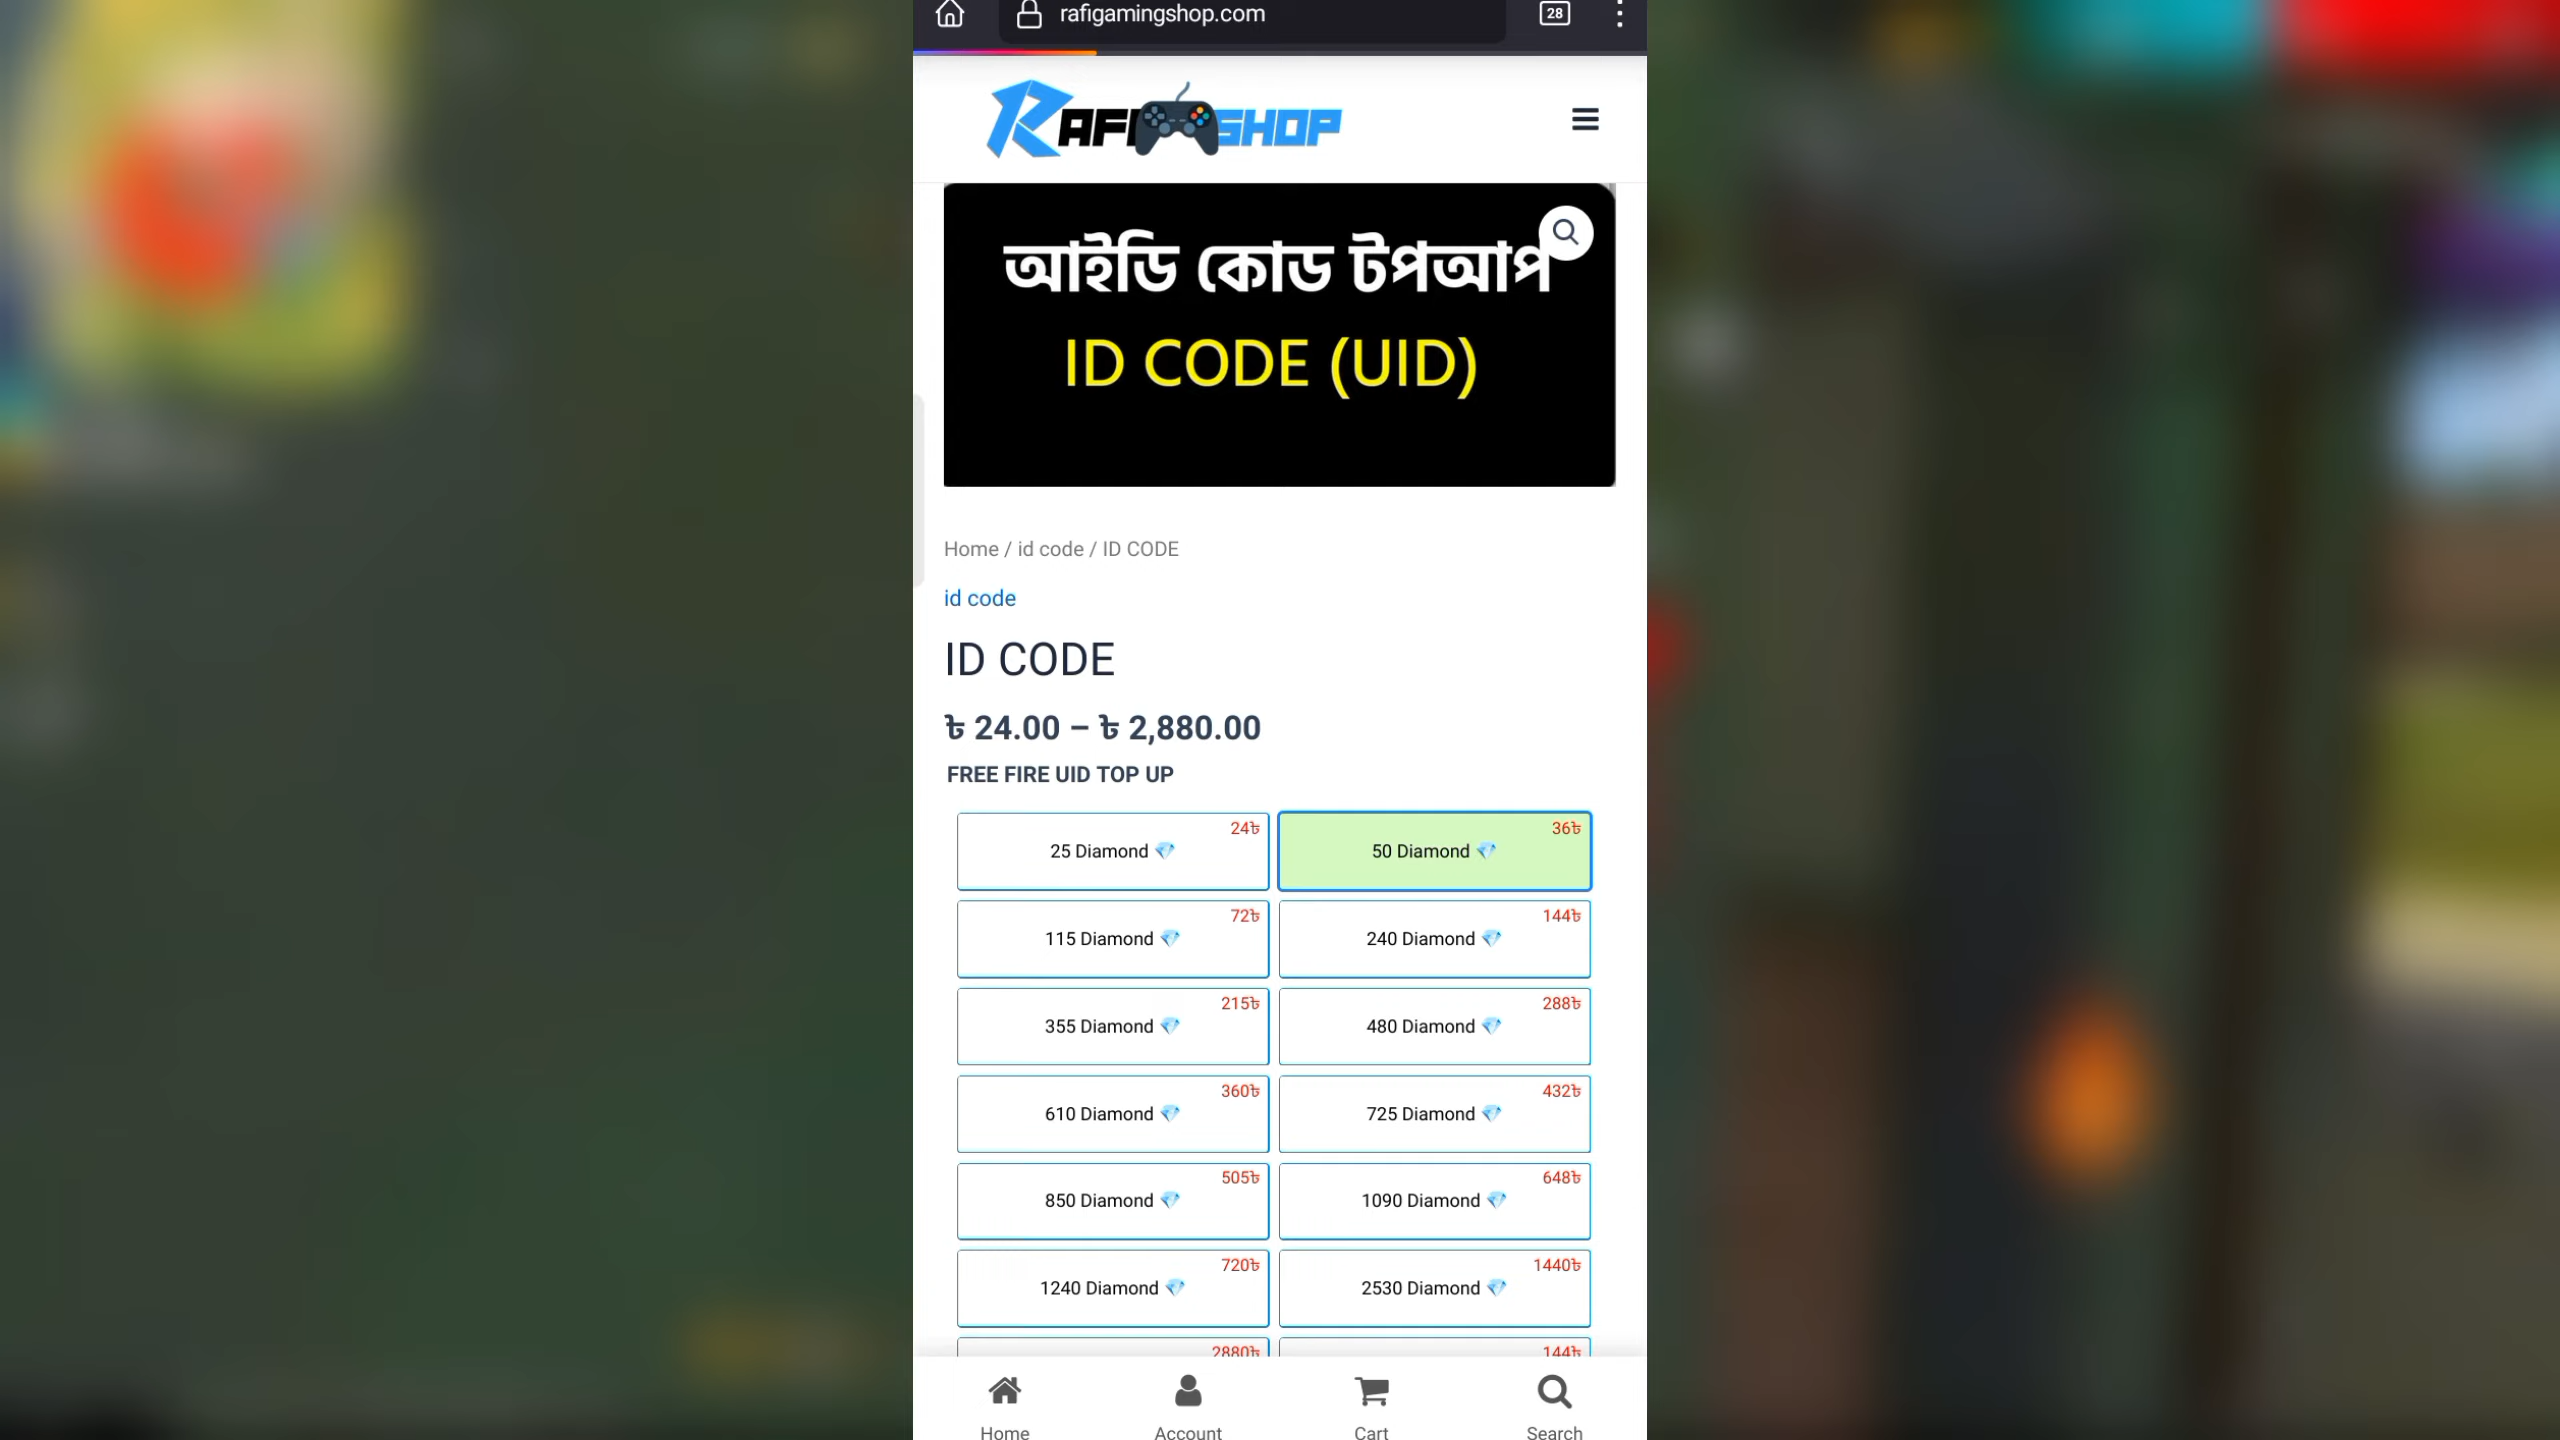 rafigamingshop.com
28
RAFI SHOP
আইডি কোড টপআপ
ID CODE (UID)
Home / id code / ID CODE
id code
ID CODE
৳ 24.00 – ৳ 2,880.00
FREE FIRE UID TOP UP
24৳
25 Diamond 💎
36৳
50 Diamond 💎
72৳
115 Diamond 💎
144৳
240 Diamond 💎
215৳
355 Diamond 💎
288৳
480 Diamond 💎
360৳
610 Diamond 💎
432৳
725 Diamond 💎
505৳
850 Diamond 💎
648৳
1090 Diamond 💎
720৳
1240 Diamond 💎
1440৳
2530 Diamond 💎
2880৳
144৳
Home
Account
Cart
Search